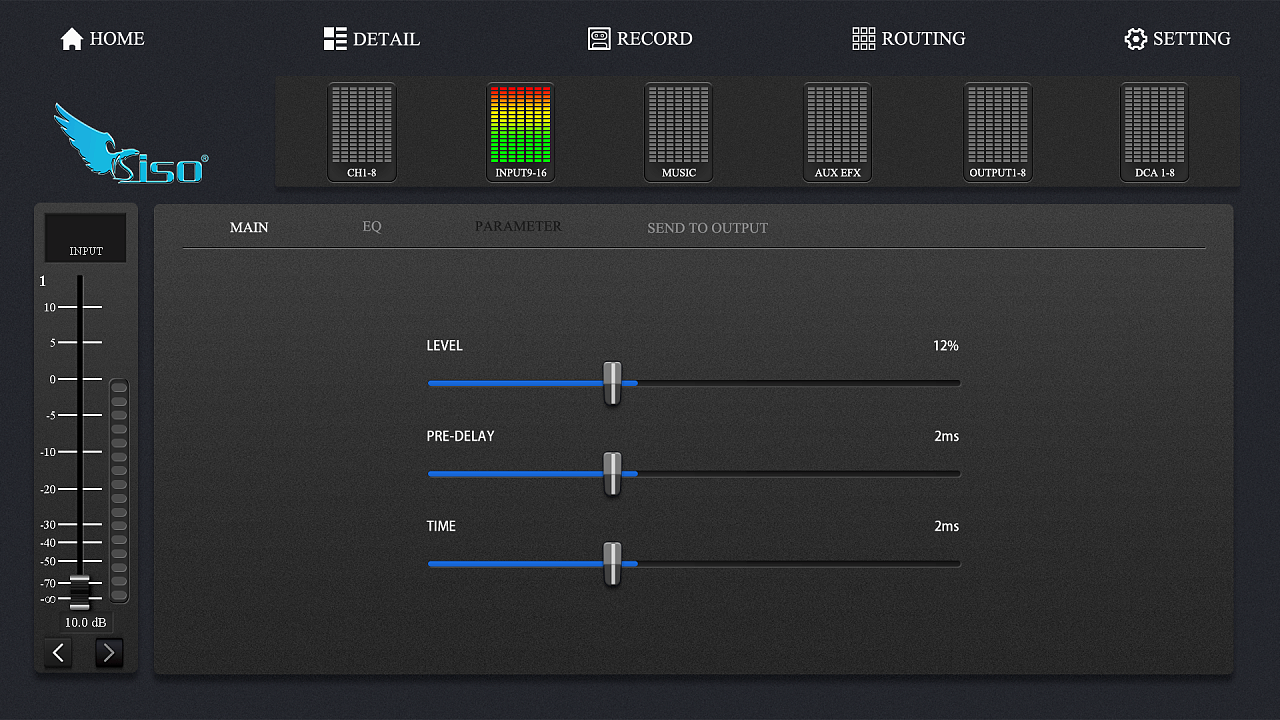 HOME
DETAIL
RECORD
ROUTING
SETTING
Siso®
CH1-8
INPUT9-16
MUSIC
AUX EFX
OUTPUT1-8
DCA 1-8
INPUT
1
10
5
0
-5
-10
-20
-30
-40
-50
-70
-∞
10.0 dB
MAIN
EQ
PARAMETER
SEND TO OUTPUT
LEVEL
12%
PRE-DELAY
2ms
TIME
2ms